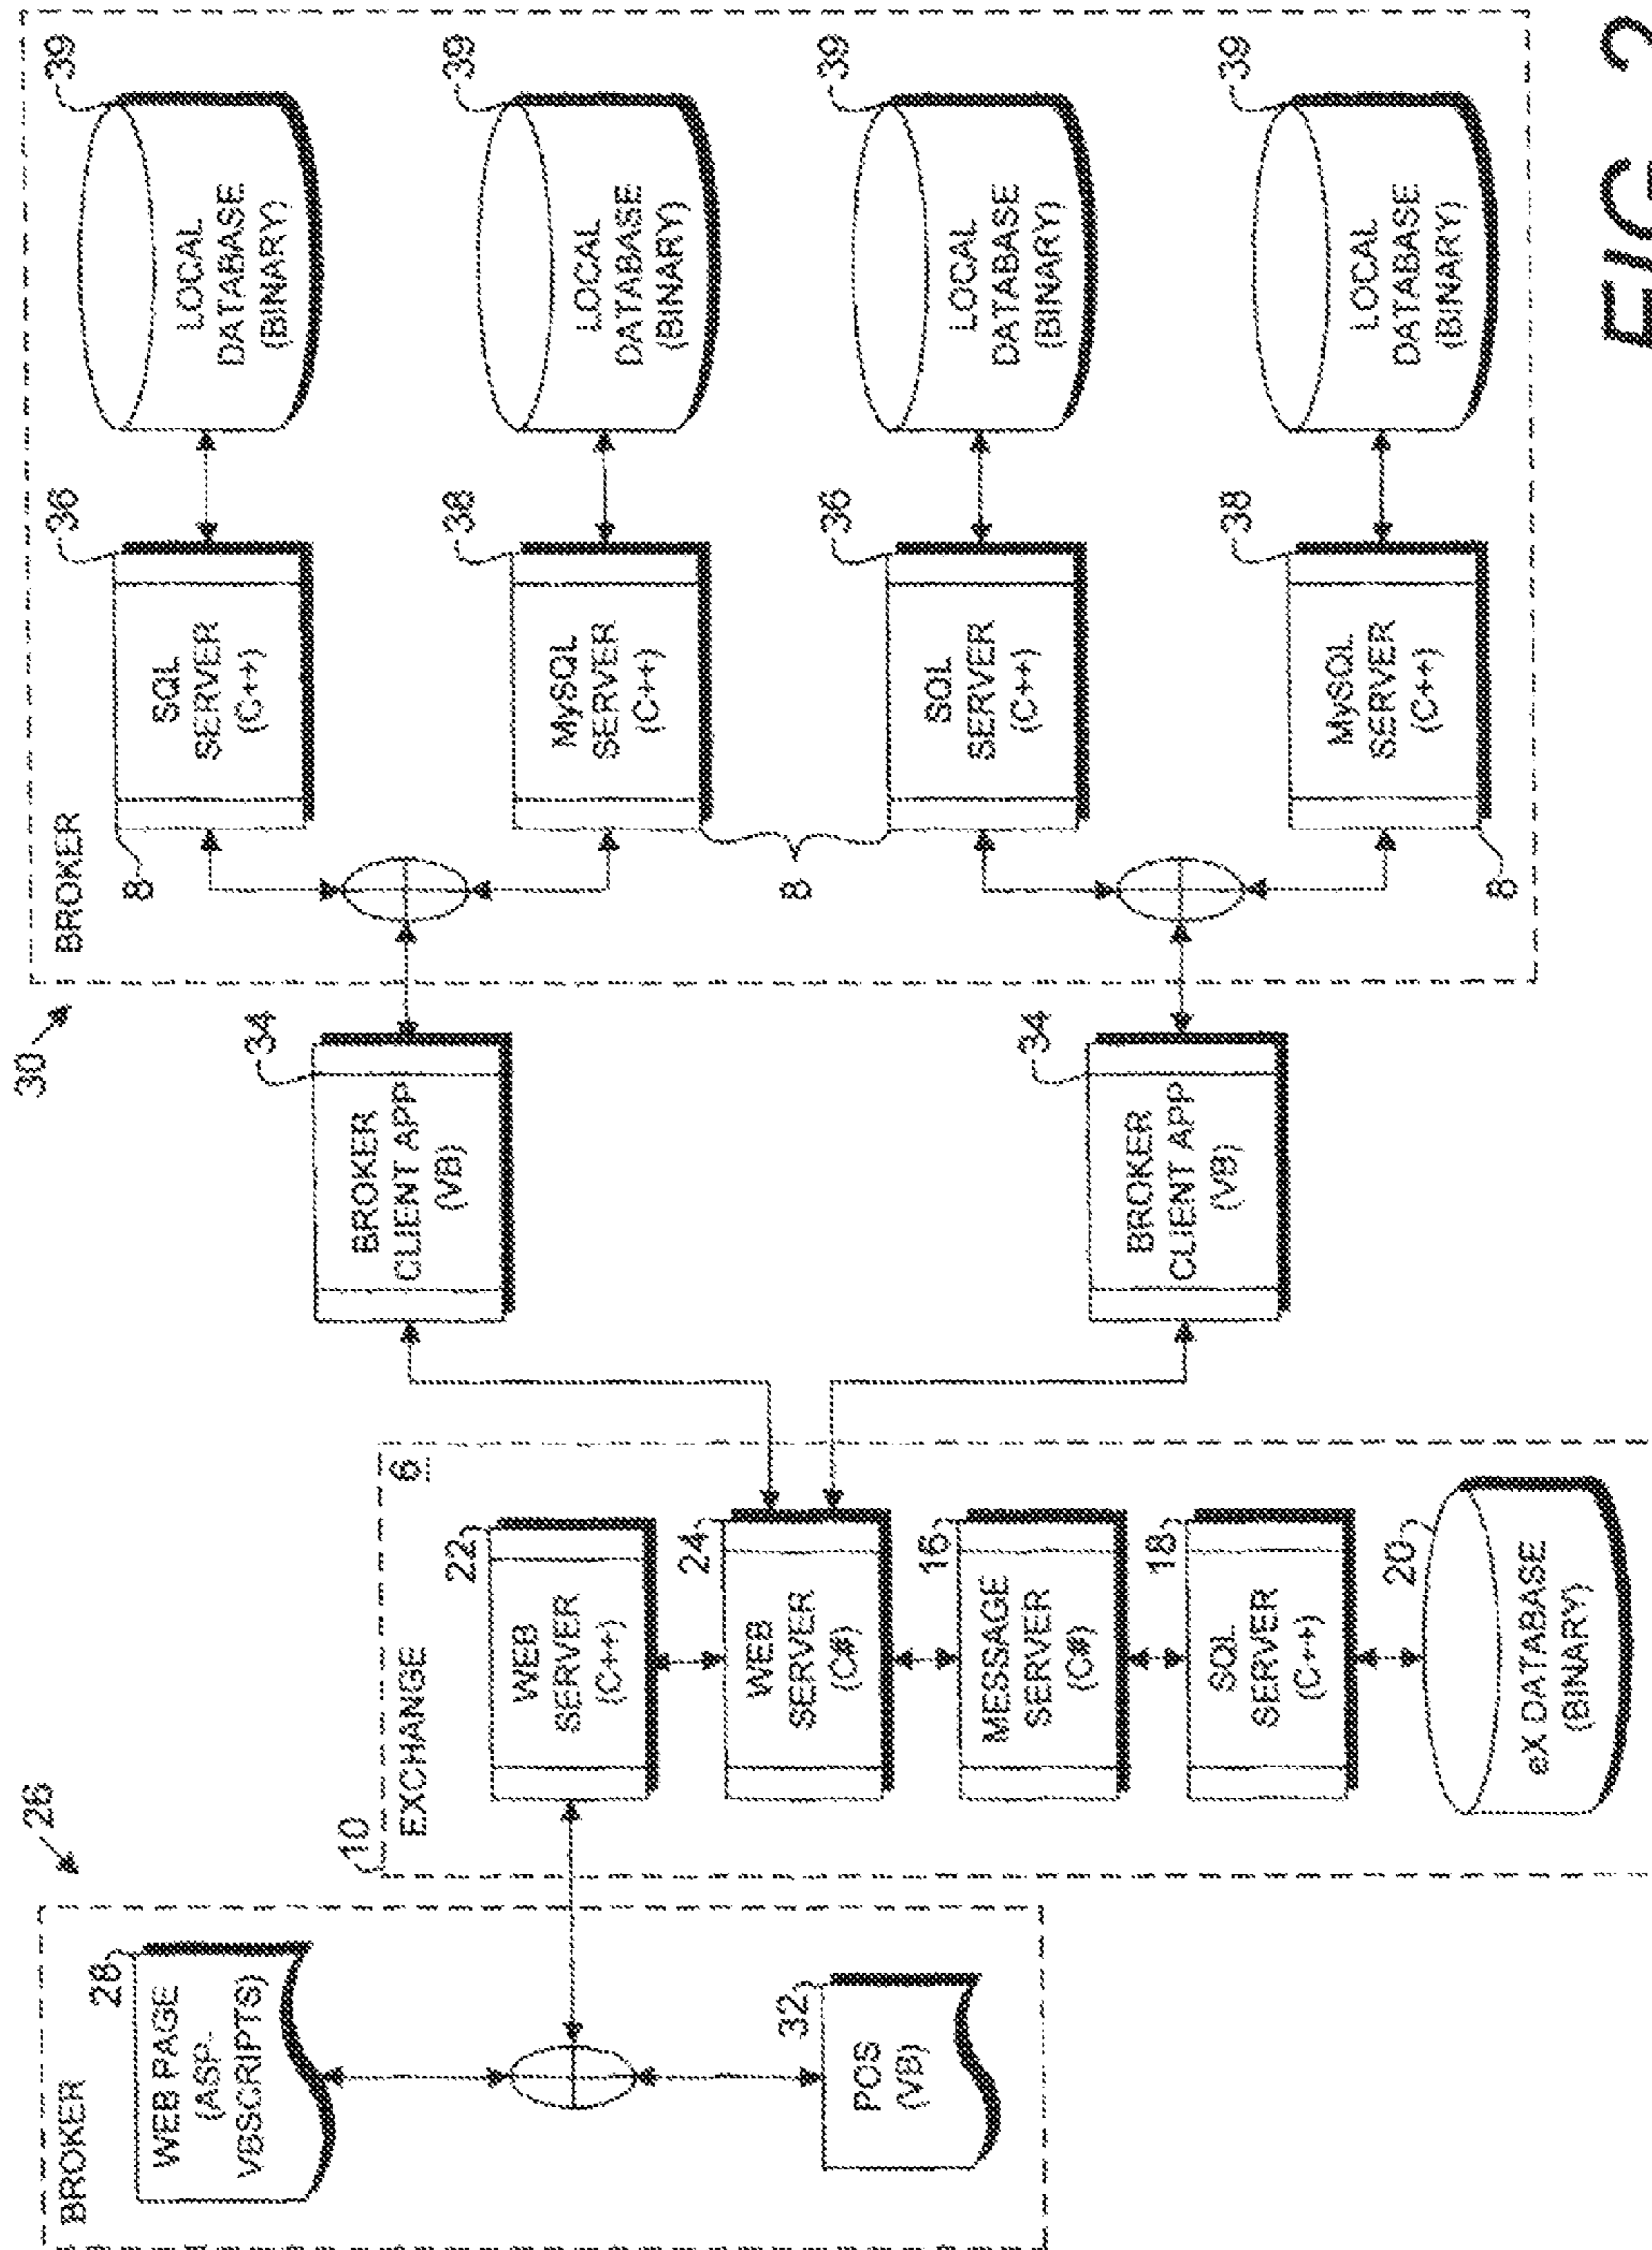 BROKER
28
WEB PAGE
(ASP-
VBSCRIPTS)
32
POS
(VB)
26
10
EXCHANGE
6
22
WEB
SERVER
(C++)
24
WEB
SERVER
(C#)
16
MESSAGE
SERVER
(C#)
18
SQL
SERVER
(C++)
20
eX DATABASE
(BINARY)
30
34
BROKER
CLIENT APP
(VB)
34
BROKER
CLIENT APP
(VB)
BROKER
8
36
SQL
SERVER
(C++)
39
LOCAL
DATABASE
(BINARY)
38
MySQL
SERVER
(C++)
39
LOCAL
DATABASE
(BINARY)
8
36
SQL
SERVER
(C++)
39
LOCAL
DATABASE
(BINARY)
8
38
MySQL
SERVER
(C++)
39
LOCAL
DATABASE
(BINARY)
FIG. 2